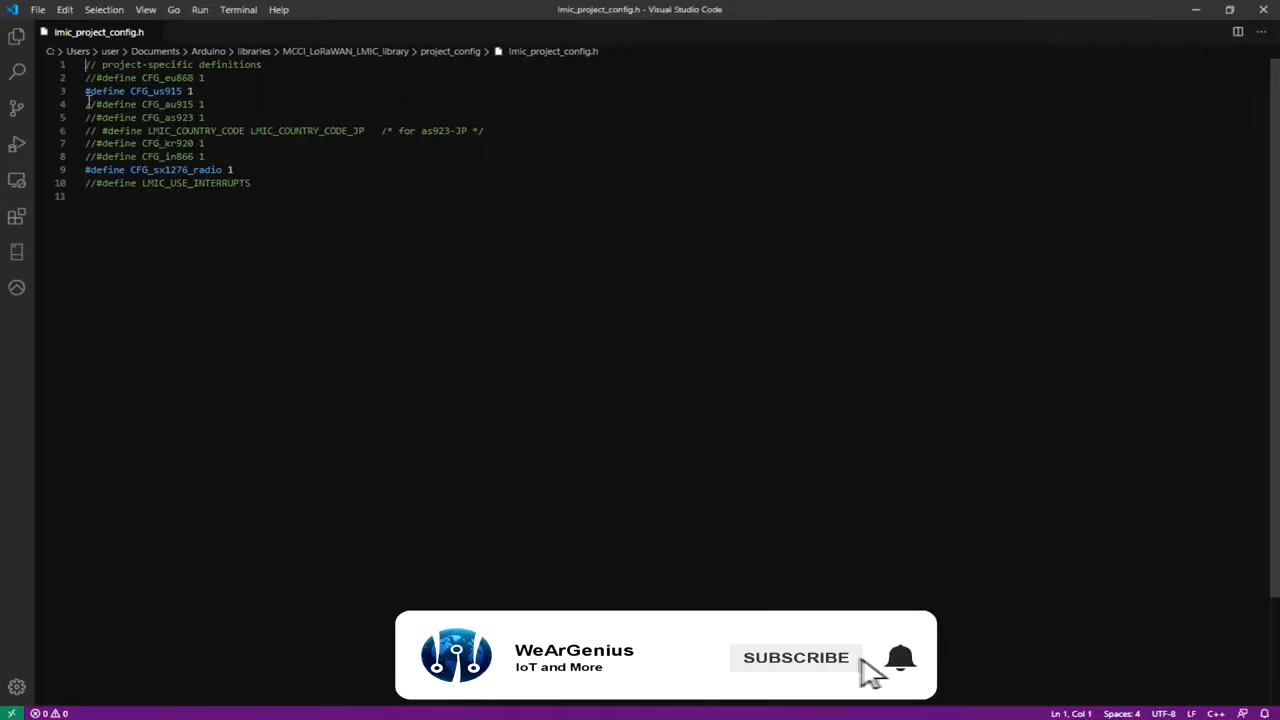 File Edit Selection View Go Run Terminal Help
lmic_project_config.h - Visual Studio Code
lmic_project_config.h
C: > Users > user > Documents > Arduino > libraries > MCCI_LoRaWAN_LMIC_library > project_config > lmic_project_config.h
1 // project-specific definitions
2 //#define CFG_eu868 1
3 #define CFG_us915 1
4 //#define CFG_au915 1
5 //#define CFG_as923 1
6 // #define LMIC_COUNTRY_CODE LMIC_COUNTRY_CODE_JP /* for as923-JP */
7 //#define CFG_kr920 1
8 //#define CFG_in866 1
9 #define CFG_sx1276_radio 1
10 //#define LMIC_USE_INTERRUPTS
11
WeArGenius
IoT and More
SUBSCRIBE
0 0
Ln 1, Col 1 Spaces: 4 UTF-8 LF C++